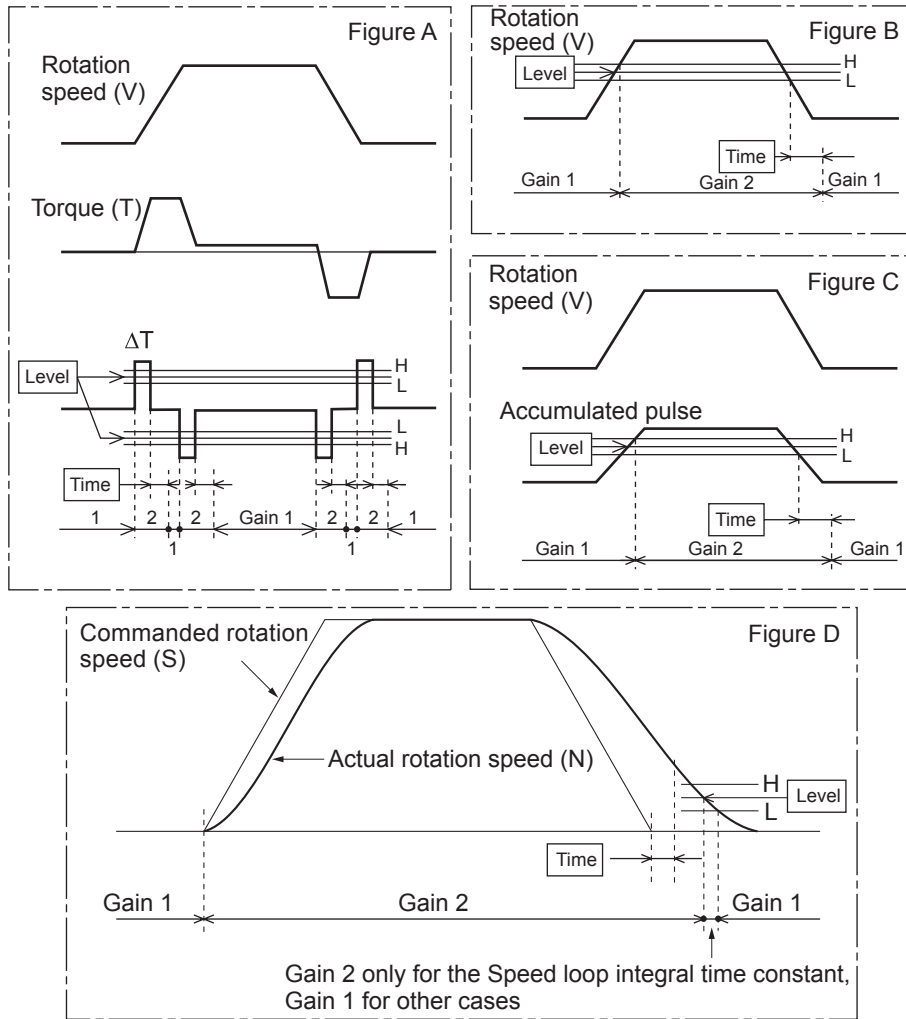 Figure A
Rotation
speed (V)
Torque (T)
ΔT
H
L
Level
L
H
Time
1 2 2 Gain 1 2 2 1
1 1
Figure B
Rotation
speed (V)
Level
H
L
Time
Gain 1 Gain 2 Gain 1
Figure C
Rotation
speed (V)
Accumulated pulse
Level
H
L
Time
Gain 1 Gain 2 Gain 1
Figure D
Commanded rotation
speed (S)
Actual rotation speed (N)
H
Level
L
Time
Gain 1 Gain 2 Gain 1
Gain 2 only for the Speed loop integral time constant,
Gain 1 for other cases